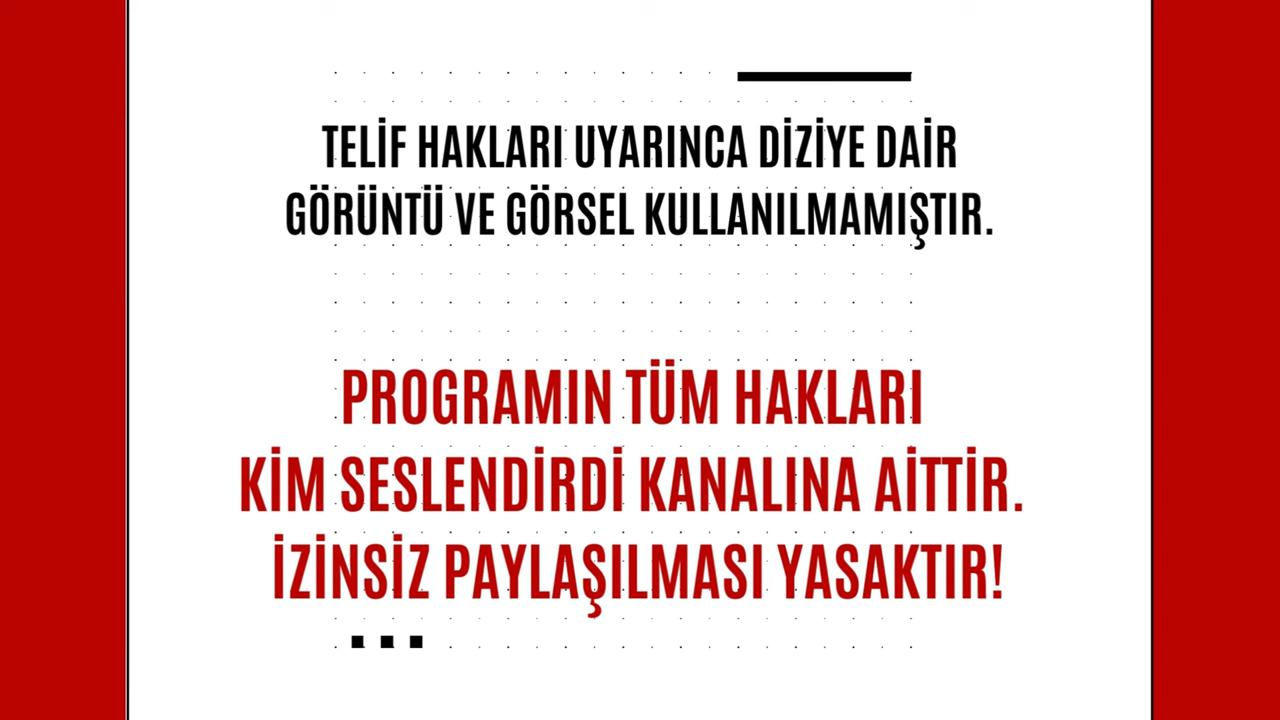 TELİF HAKLARI UYARINCA DİZİYE DAİR
GÖRÜNTÜ VE GÖRSEL KULLANILMAMIŞTIR.
PROGRAMIN TÜM HAKLARI
KİM SESLENDİRDİ KANALINA AİTTİR.
İZİNSİZ PAYLAŞILMASI YASAKTIR!